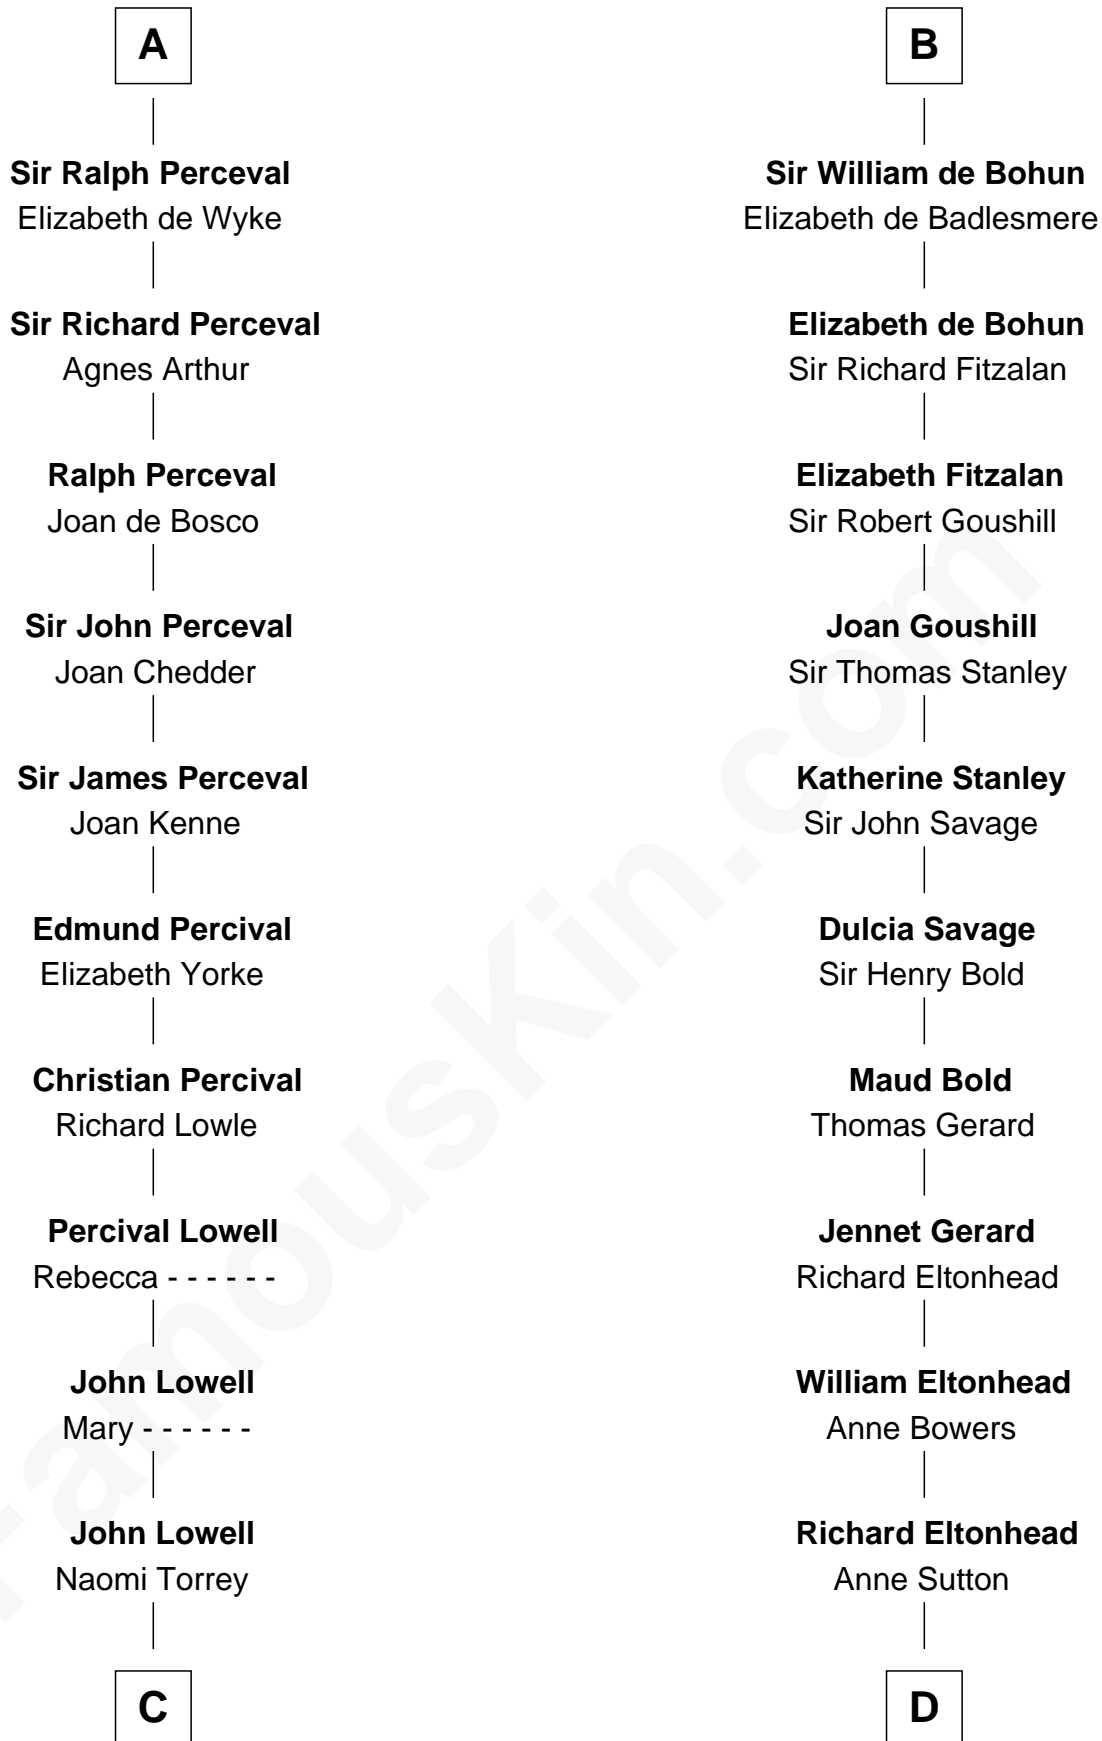 A
Sir Ralph Perceval
Elizabeth de Wyke
Sir Richard Perceval
Agnes Arthur
Ralph Perceval
Joan de Bosco
Sir John Perceval
Joan Chedder
Sir James Perceval
Joan Kenne
Edmund Percival
Elizabeth Yorke
Christian Percival
Richard Lowle
Percival Lowell
Rebecca - - - - - -
John Lowell
Mary - - - - - -
John Lowell
Naomi Torrey
C
B
Sir William de Bohun
Elizabeth de Badlesmere
Elizabeth de Bohun
Sir Richard Fitzalan
Elizabeth Fitzalan
Sir Robert Goushill
Joan Goushill
Sir Thomas Stanley
Katherine Stanley
Sir John Savage
Dulcia Savage
Sir Henry Bold
Maud Bold
Thomas Gerard
Jennet Gerard
Richard Eltonhead
William Eltonhead
Anne Bowers
Richard Eltonhead
Anne Sutton
D
FamousKin.com